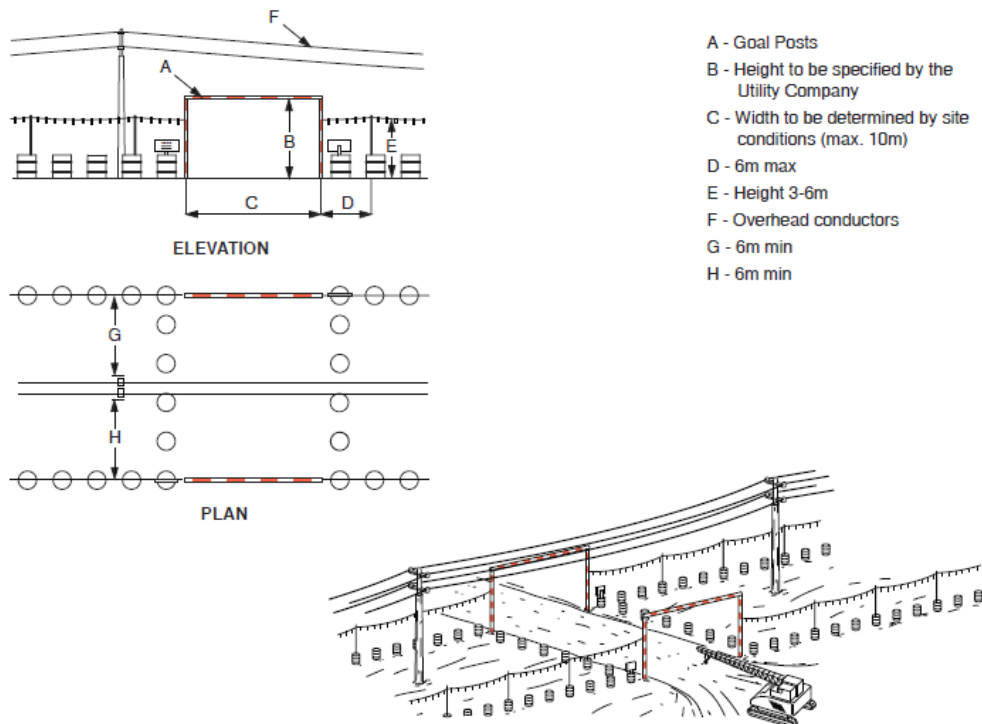 F
A
B
E
C
D
ELEVATION
G
H
PLAN
A - Goal Posts
B - Height to be specified by the
Utility Company
C - Width to be determined by site
conditions (max. 10m)
D - 6m max
E - Height 3-6m
F - Overhead conductors
G - 6m min
H - 6m min